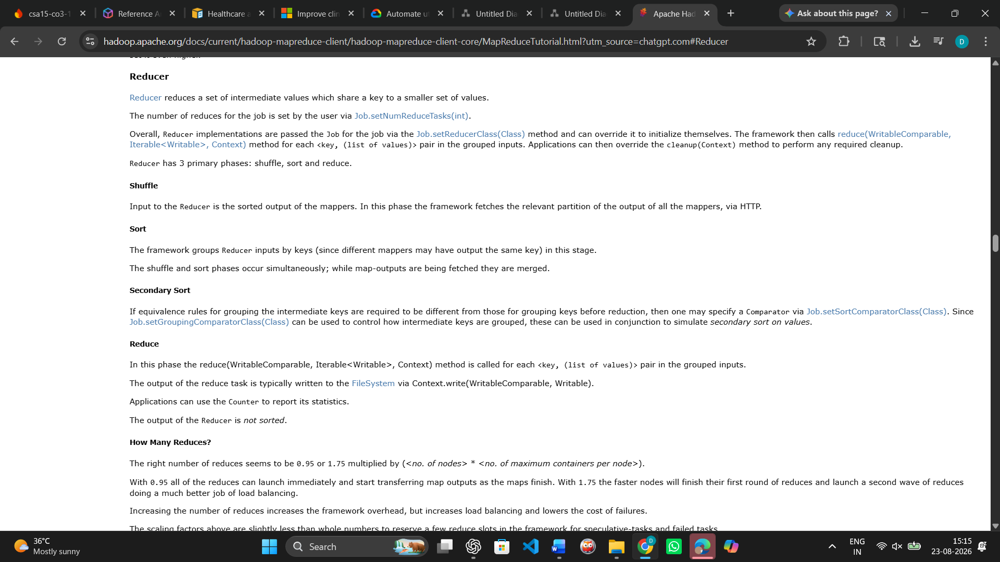 csa15-co3-1
Reference A
Healthcare a
Improve clin
Automate u
Untitled Dia
Untitled Dia
Apache Had
Ask about this page?
hadoop.apache.org/docs/current/hadoop-mapreduce-client/hadoop-mapreduce-client-core/MapReduceTutorial.html?utm_source=chatgpt.com#Reducer
D
Reducer
Reducer reduces a set of intermediate values which share a key to a smaller set of values.
The number of reduces for the job is set by the user via Job.setNumReduceTasks(int).
Overall, Reducer implementations are passed the Job for the job via the Job.setReducerClass(Class) method and can override it to initialize themselves. The framework then calls reduce(WritableComparable,
Iterable<Writable>, Context) method for each <key, (list of values)> pair in the grouped inputs. Applications can then override the cleanup(Context) method to perform any required cleanup.
Reducer has 3 primary phases: shuffle, sort and reduce.
Shuffle
Input to the Reducer is the sorted output of the mappers. In this phase the framework fetches the relevant partition of the output of all the mappers, via HTTP.
Sort
The framework groups Reducer inputs by keys (since different mappers may have output the same key) in this stage.
The shuffle and sort phases occur simultaneously; while map-outputs are being fetched they are merged.
Secondary Sort
If equivalence rules for grouping the intermediate keys are required to be different from those for grouping keys before reduction, then one may specify a Comparator via Job.setSortComparatorClass(Class). Since
Job.setGroupingComparatorClass(Class) can be used to control how intermediate keys are grouped, these can be used in conjunction to simulate secondary sort on values.
Reduce
In this phase the reduce(WritableComparable, Iterable<Writable>, Context) method is called for each <key, (list of values)> pair in the grouped inputs.
The output of the reduce task is typically written to the FileSystem via Context.write(WritableComparable, Writable).
Applications can use the Counter to report its statistics.
The output of the Reducer is not sorted.
How Many Reduces?
The right number of reduces seems to be 0.95 or 1.75 multiplied by (<no. of nodes> * <no. of maximum containers per node>).
With 0.95 all of the reduces can launch immediately and start transferring map outputs as the maps finish. With 1.75 the faster nodes will finish their first round of reduces and launch a second wave of reduces
doing a much better job of load balancing.
Increasing the number of reduces increases the framework overhead, but increases load balancing and lowers the cost of failures.
The scaling factors above are slightly less than whole numbers to reserve a few reduce slots in the framework for speculative-tasks and failed tasks.
36°C
Mostly sunny
Search
D
ENG
IN
15:15
23-08-2026